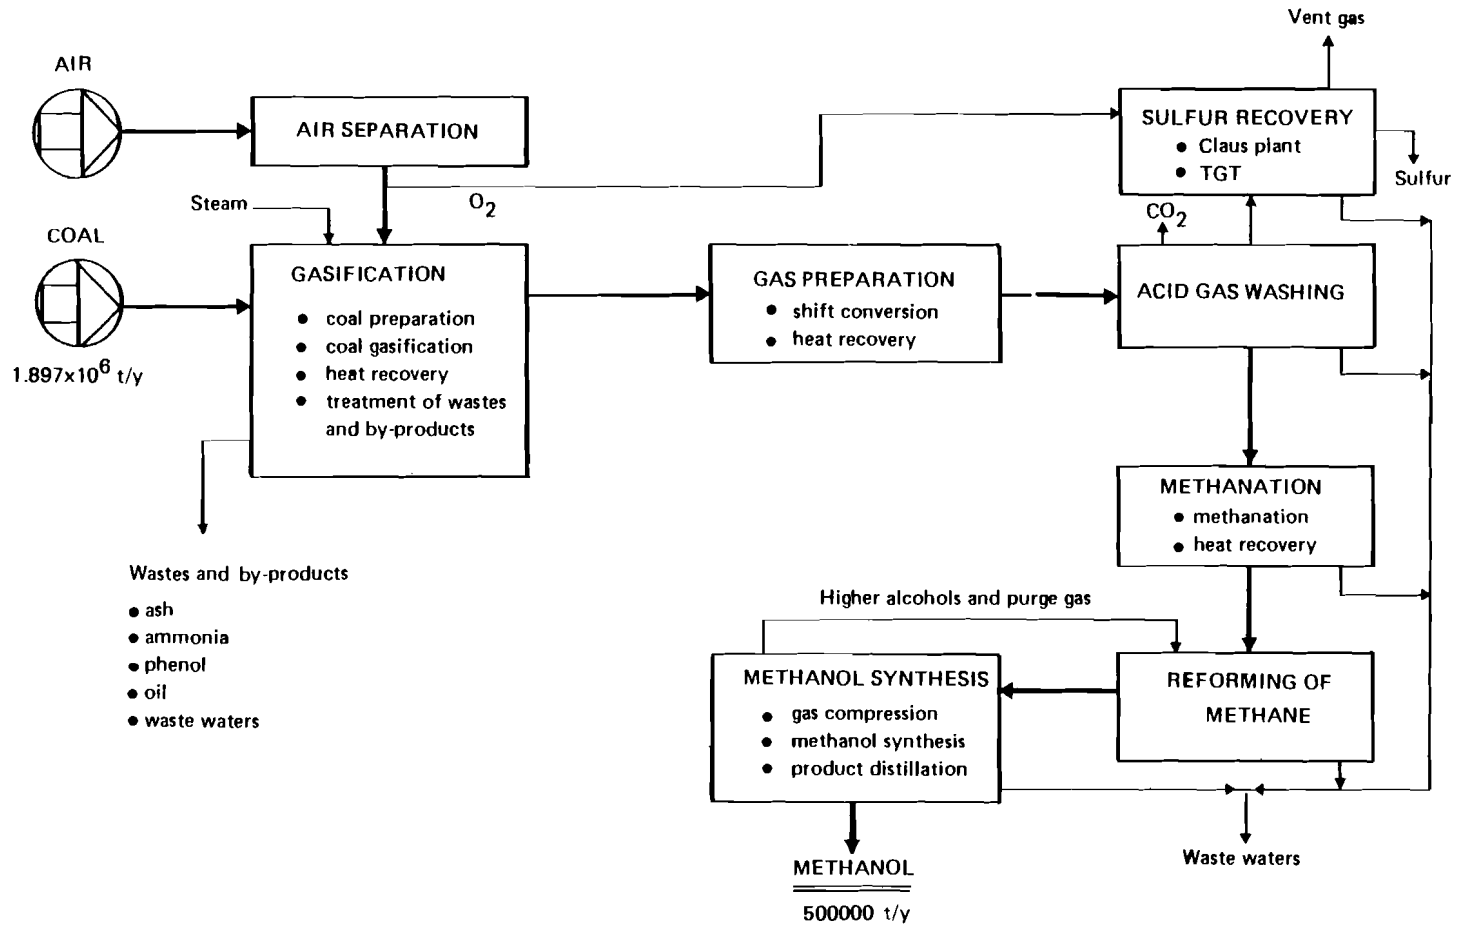 Vent gas
AIR
AIR SEPARATION
SULFUR RECOVERY
● Claus plant
● TGT
Sulfur
Steam
O2
CO2
COAL
1.897x10^6 t/y
GASIFICATION
● coal preparation
● coal gasification
● heat recovery
● treatment of wastes
and by-products
GAS PREPARATION
● shift conversion
● heat recovery
ACID GAS WASHING
METHANATION
● methanation
● heat recovery
Wastes and by-products
● ash
● ammonia
● phenol
● oil
● waste waters
Higher alcohols and purge gas
METHANOL SYNTHESIS
● gas compression
● methanol synthesis
● product distillation
REFORMING OF
METHANE
Waste waters
METHANOL
500000 t/y